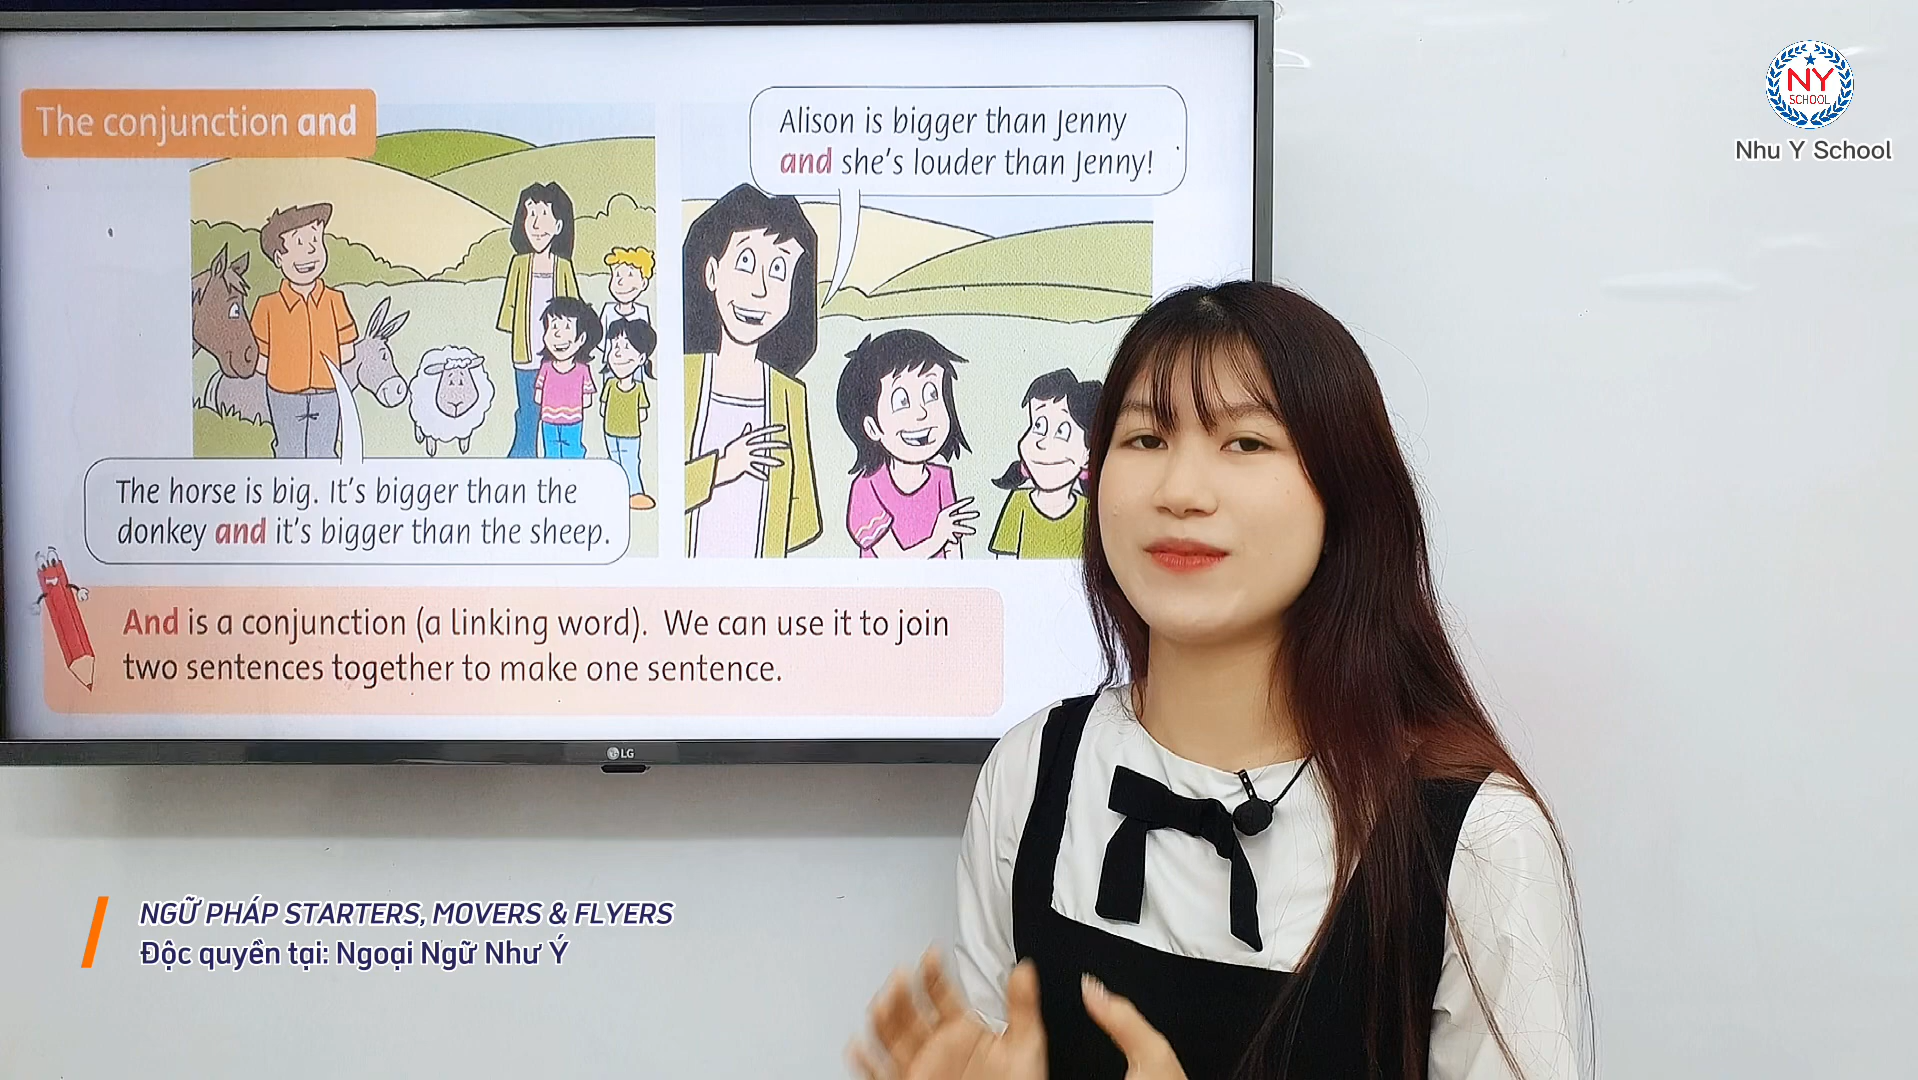 The conjunction and
Alison is bigger than Jenny
and she's louder than Jenny!
The horse is big. It's bigger than the
donkey and it's bigger than the sheep.
And is a conjunction (a linking word). We can use it to join
two sentences together to make one sentence.
LG
NY
SCHOOL
Nhu Y School
NGỮ PHÁP STARTERS, MOVERS & FLYERS
Độc quyền tại: Ngoại Ngữ Như Ý